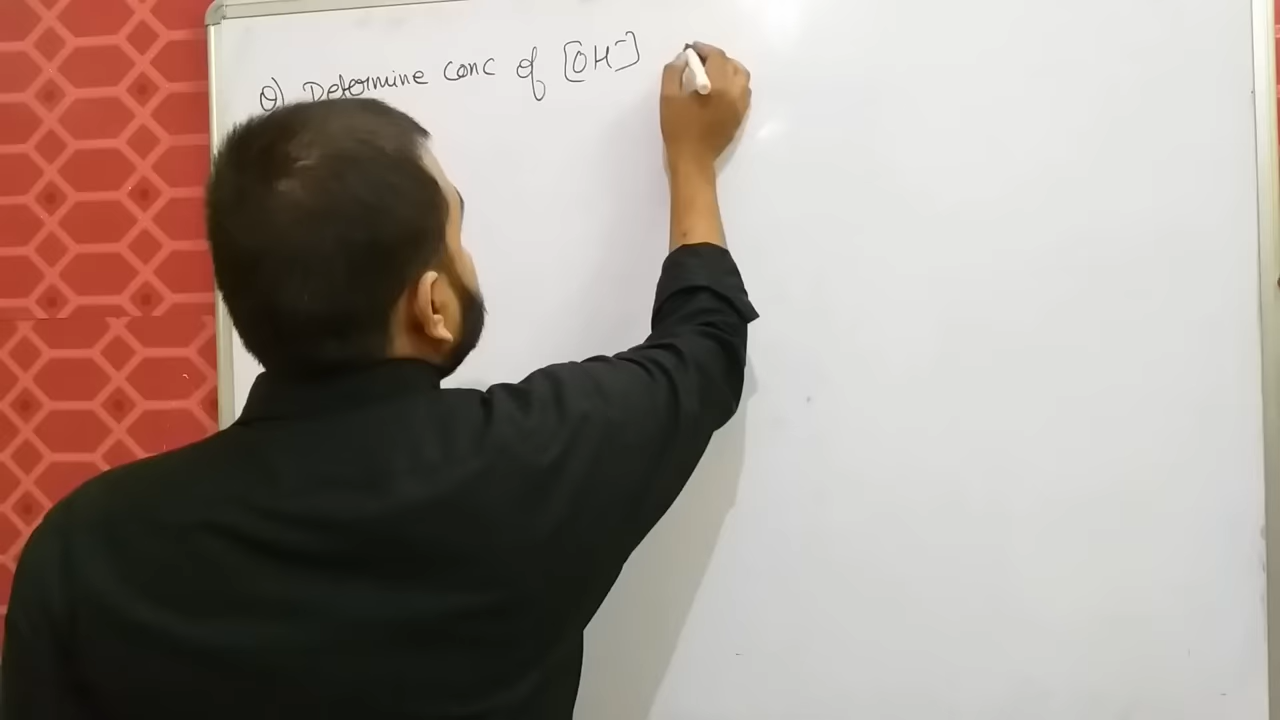 Q) Determine conc of [OH⁻]